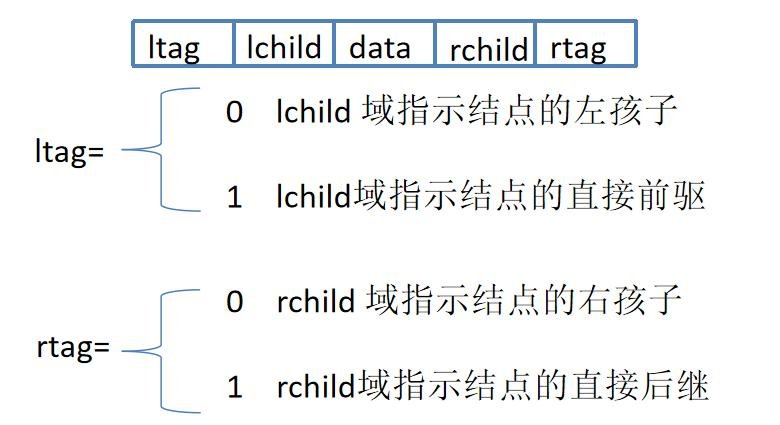 ltag lchild data rchild rtag
0 lchild 域指示结点的左孩子
ltag=
1 lchild域指示结点的直接前驱
0 rchild 域指示结点的右孩子
rtag=
1 rchild域指示结点的直接后继